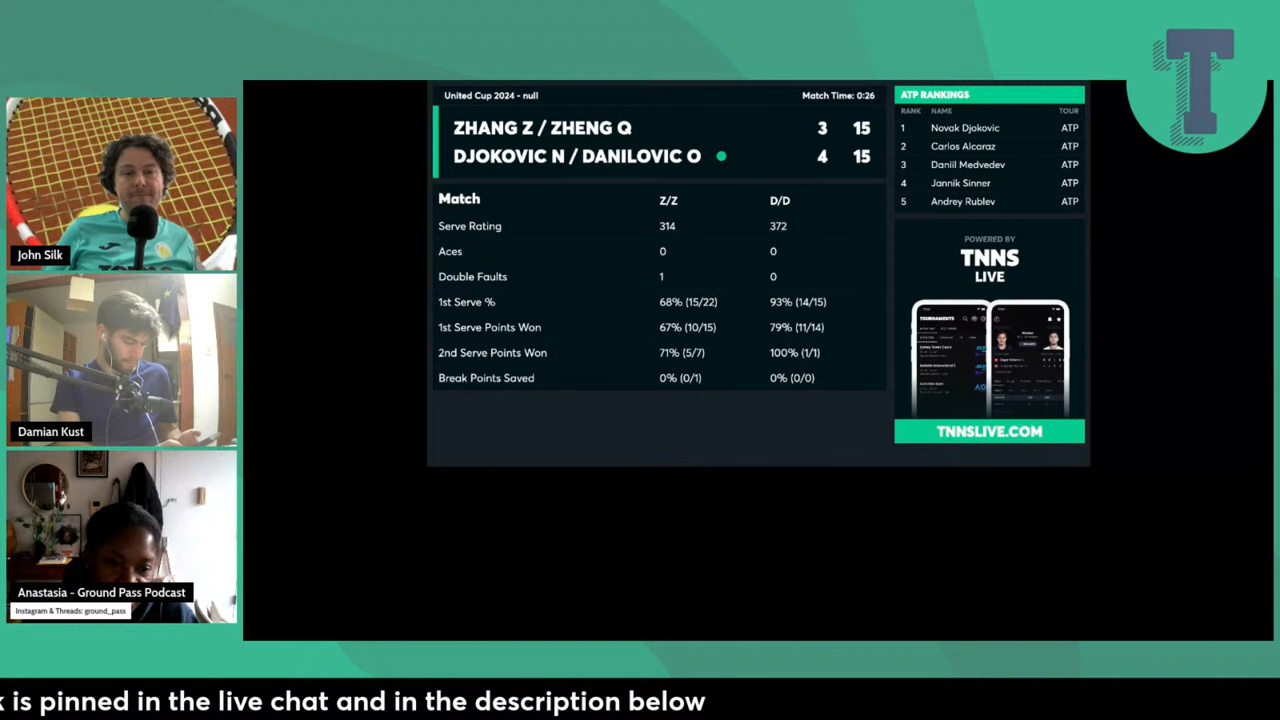 T
John Silk
Damian Kust
Anastasia - Ground Pass Podcast
Instagram & Threads: ground_pass
United Cup 2024 - null Match Time: 0:26
ZHANG Z / ZHENG Q 3 15
DJOKOVIC N / DANILOVIC O 4 15
Match Z/Z D/D
Serve Rating 314 372
Aces 0 0
Double Faults 1 0
1st Serve % 68% (15/22) 93% (14/15)
1st Serve Points Won 67% (10/15) 79% (11/14)
2nd Serve Points Won 71% (5/7) 100% (1/1)
Break Points Saved 0% (0/1) 0% (0/0)
ATP RANKINGS
RANK NAME TOUR
1 Novak Djokovic ATP
2 Carlos Alcaraz ATP
3 Daniil Medvedev ATP
4 Jannik Sinner ATP
5 Andrey Rublev ATP
POWERED BY
TNNS
LIVE
TOURNAMENTS
TNNSLIVE.COM
is pinned in the live chat and in the description below